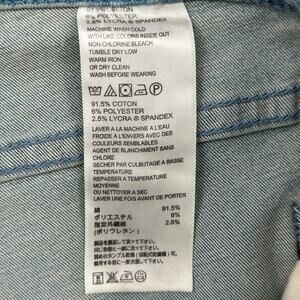 91.5% COTTON
6% POLYESTER
2.5% LYCRA ® SPANDEX
MACHINE WASH COLD
WITH LIKE COLORS INSIDE OUT
NON-CHLORINE BLEACH
TUMBLE DRY LOW
WARM IRON
OR DRY CLEAN
WASH BEFORE WEARING
91.5% COTON
6% POLYESTER
2.5% LYCRA ® SPANDEX
LAVER A LA MACHINE A L'EAU
FROID A L'ENVERS AVEC DES
COULEURS SEMBLABLES
AGENT DE BLANCHIMENT SANS
CHLORE
SECHER PAR CULBUTAGE A BASSE
TEMPERATURE
REPASSER A TEMPERATURE
MOYENNE
OU NETTOYER A SEC
LAVER UNE FOIS AVANT DE PORTER
綿 91.5%
ポリエステル 6%
指定外繊維 2.5%
(ポリウレタン)